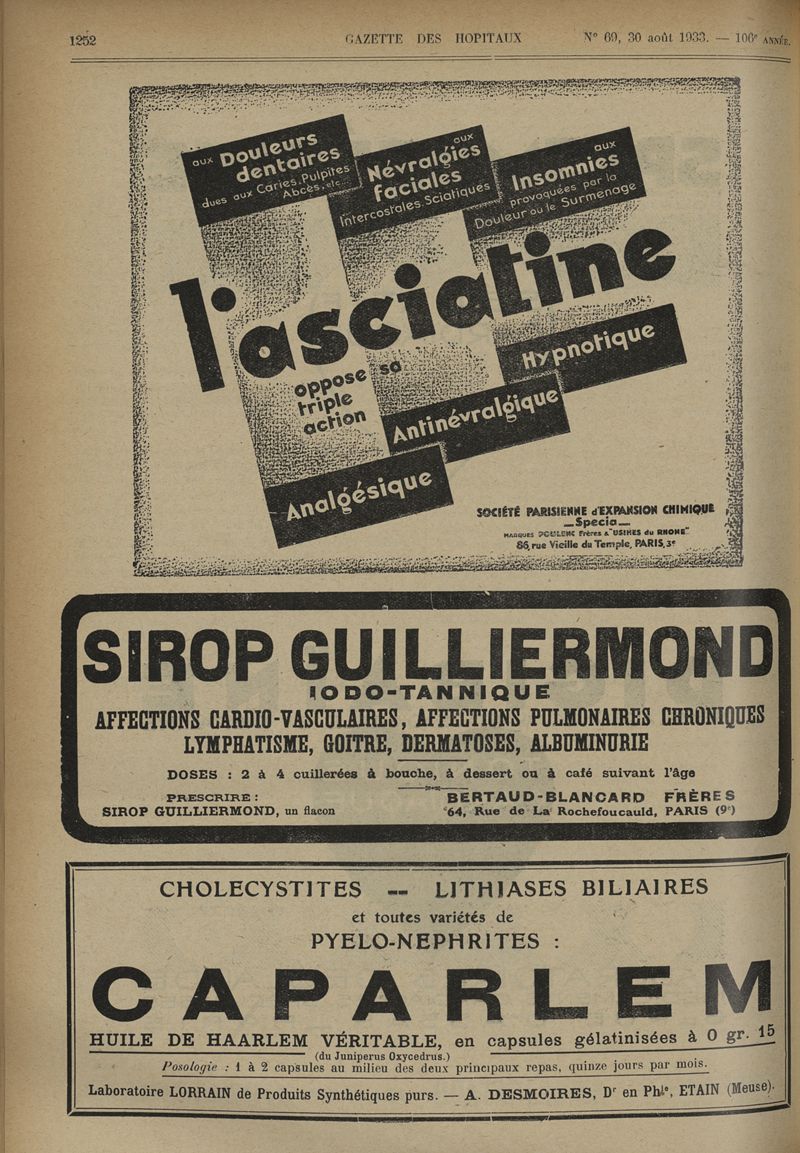 1252
GAZETTE DES HOPITAUX
N° 69, 30 août 1933. — 106e ANNÉE.
aux Douleurs
dentaires
dues aux Caries, Pulpites
Abcès, etc...
aux
Névralgies
faciales
Intercostales, Sciatiques
aux
Insomnies
provoquées par la
Douleur ou le Surmenage
l'asciatine
oppose sa
triple
action
Hypnotique
Antinévralgique
Analgésique
SOCIÉTÉ PARISIENNE d'EXPANSION CHIMIQUE
_Specia_
MARQUES POULENC Frères & "USINES du RHONE"
86, rue Vieille du Temple, PARIS, 3e
SIROP GUILLIERMOND
IODO-TANNIQUE
AFFECTIONS CARDIO-VASCULAIRES, AFFECTIONS PULMONAIRES CHRONIQUES
LYMPHATISME, GOITRE, DERMATOSES, ALBUMINURIE
DOSES : 2 à 4 cuillerées à bouche, à dessert ou à café suivant l'âge
PRESCRIRE :
SIROP GUILLIERMOND, un flacon
BERTAUD-BLANCARD FRÈRES
64, Rue de La Rochefoucauld, PARIS (9e)
CHOLECYSTITES -- LITHIASES BILIAIRES
et toutes variétés de
PYELO-NEPHRITES :
CAPARLEM
HUILE DE HAARLEM VÉRITABLE, en capsules gélatinisées à 0 gr. 15
(du Juniperus Oxycedrus.)
Posologie : 1 à 2 capsules au milieu des deux principaux repas, quinze jours par mois.
Laboratoire LORRAIN de Produits Synthétiques purs. — A. DESMOIRES, Dr en Phie, ETAIN (Meuse).